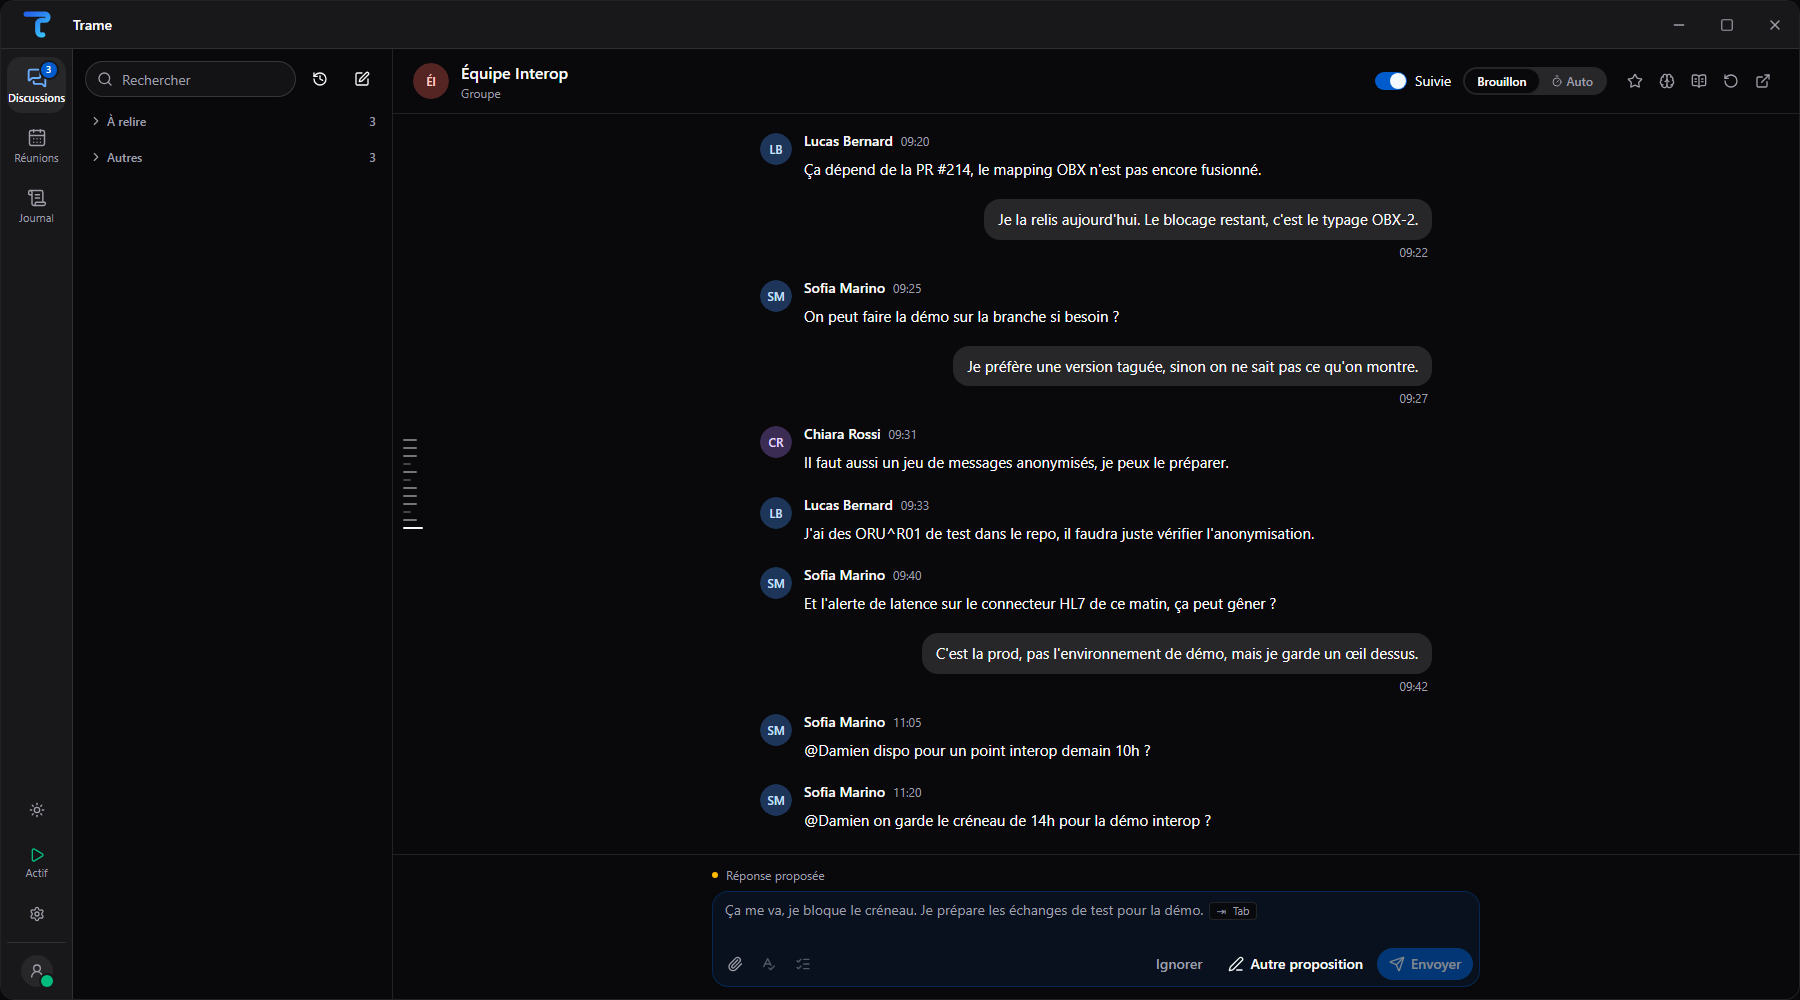 Trame
3
Discussions
Réunions
Journal
Actif
Rechercher
À relire 3
Autres 3
ÉI
Équipe Interop
Groupe
Suivie
Brouillon
Auto
LB
Lucas Bernard 09:20
Ça dépend de la PR #214, le mapping OBX n'est pas encore fusionné.
Je la relis aujourd'hui. Le blocage restant, c'est le typage OBX-2.
09:22
SM
Sofia Marino 09:25
On peut faire la démo sur la branche si besoin ?
Je préfère une version taguée, sinon on ne sait pas ce qu'on montre.
09:27
CR
Chiara Rossi 09:31
Il faut aussi un jeu de messages anonymisés, je peux le préparer.
LB
Lucas Bernard 09:33
J'ai des ORU^R01 de test dans le repo, il faudra juste vérifier l'anonymisation.
SM
Sofia Marino 09:40
Et l'alerte de latence sur le connecteur HL7 de ce matin, ça peut gêner ?
C'est la prod, pas l'environnement de démo, mais je garde un œil dessus.
09:42
SM
Sofia Marino 11:05
@Damien dispo pour un point interop demain 10h ?
SM
Sofia Marino 11:20
@Damien on garde le créneau de 14h pour la démo interop ?
Réponse proposée
Ça me va, je bloque le créneau. Je prépare les échanges de test pour la démo. ⇥ Tab
Ignorer
Autre proposition
Envoyer